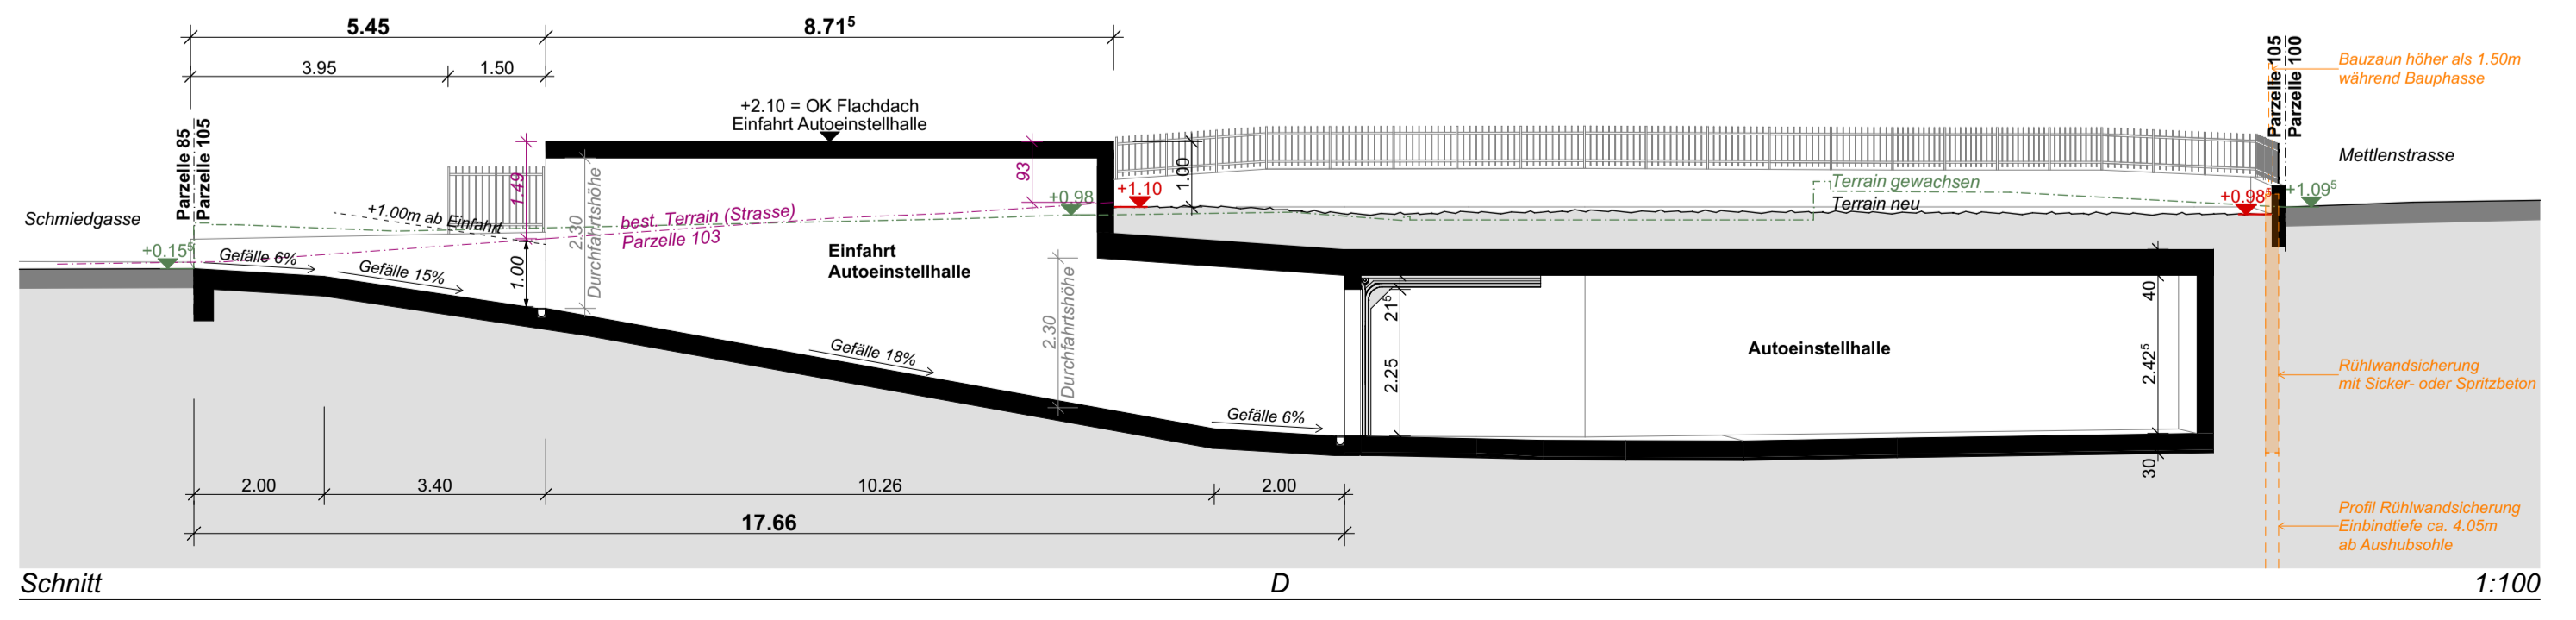 5.45
8.71⁵
3.95
1.50
Parzelle 85
Parzelle 105
Schmiedgasse
+0.15⁵
Gefälle 6%
Gefälle 15%
+1.00m ab Einfahrt
1.49
1.00
2.30
Durchfahrtshöhe
+2.10 = OK Flachdach
Einfahrt Autoeinstellhalle
best. Terrain (Strasse)
Parzelle 103
Einfahrt
Autoeinstellhalle
Gefälle 18%
93
+0.98
+1.10
1.00
2.30
Durchfahrtshöhe
Gefälle 6%
21⁵
2.25
Autoeinstellhalle
40
2.42⁵
30
Terrain gewachsen
Terrain neu
+0.98⁵
+1.09⁵
Parzelle 105
Parzelle 100
Bauzaun höher als 1.50m
während Bauphasse
Mettlenstrasse
Rühlwandsicherung
mit Sicker- oder Spritzbeton
Profil Rühlwandsicherung
Einbindtiefe ca. 4.05m
ab Aushubsohle
2.00
3.40
10.26
2.00
17.66
Schnitt
D
1:100